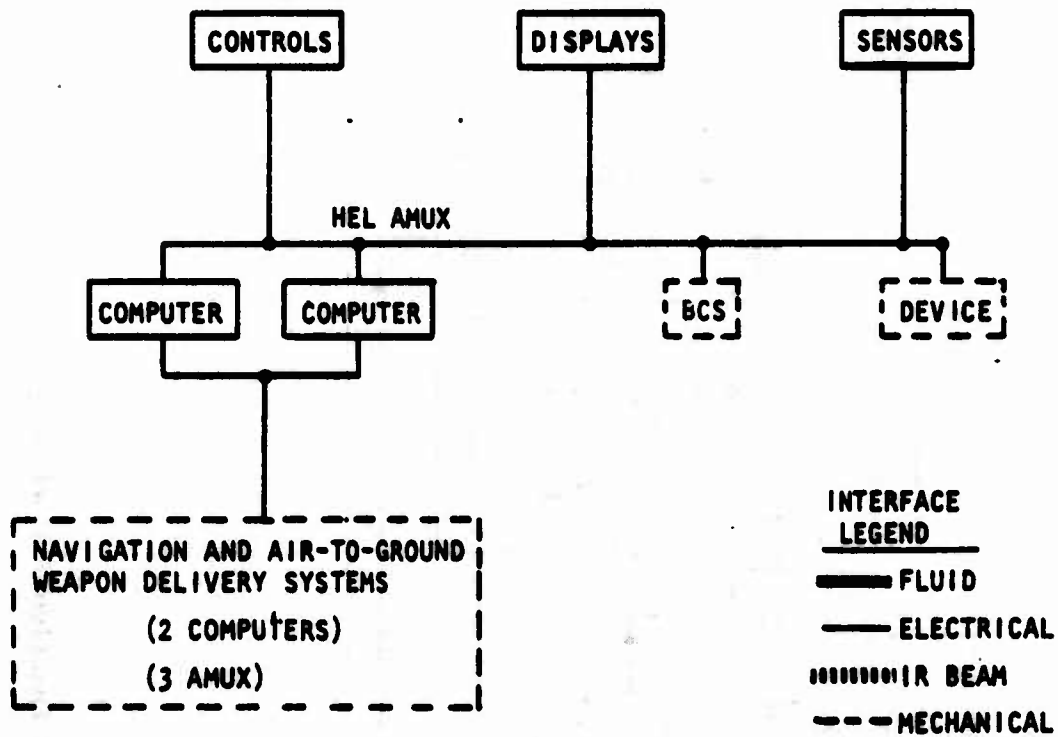 CONTROLS
DISPLAYS
SENSORS
HEL AMUX
COMPUTER
COMPUTER
BCS
DEVICE
NAVIGATION AND AIR-TO-GROUND
WEAPON DELIVERY SYSTEMS
(2 COMPUTERS)
(3 AMUX)
INTERFACE
LEGEND
FLUID
ELECTRICAL
IR BEAM
MECHANICAL